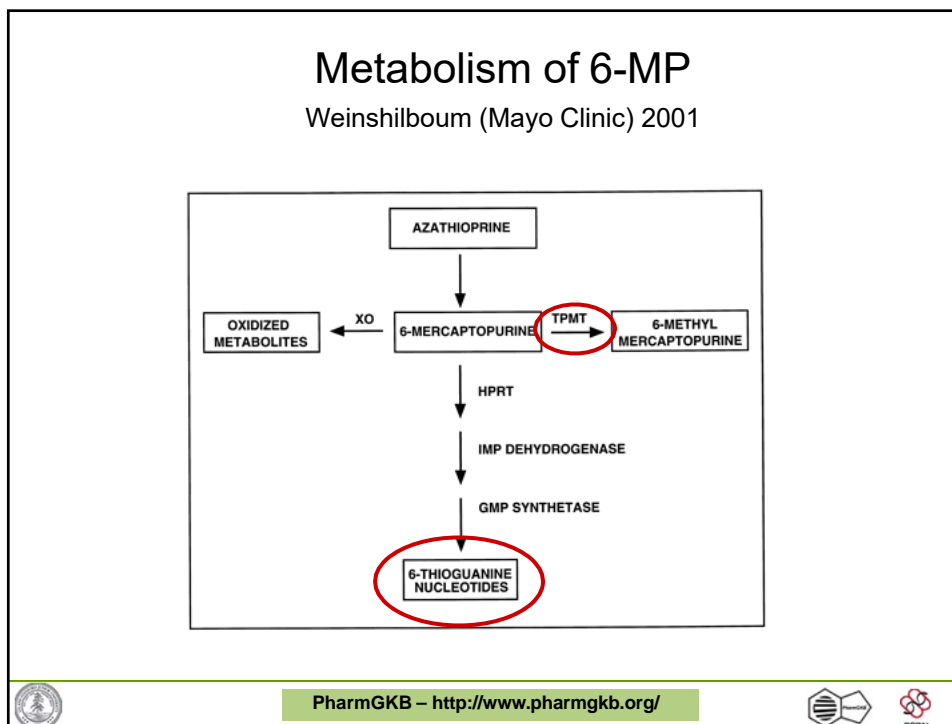 Metabolism of 6-MP
Weinshilboum (Mayo Clinic) 2001
AZATHIOPRINE
OXIDIZED
METABOLITES
XO
6-MERCAPTOPURINE
TPMT
6-METHYL
MERCAPTOPURINE
HPRT
IMP DEHYDROGENASE
GMP SYNTHETASE
6-THIOGUANINE
NUCLEOTIDES
PharmGKB – http://www.pharmgkb.org/
PharmGKB